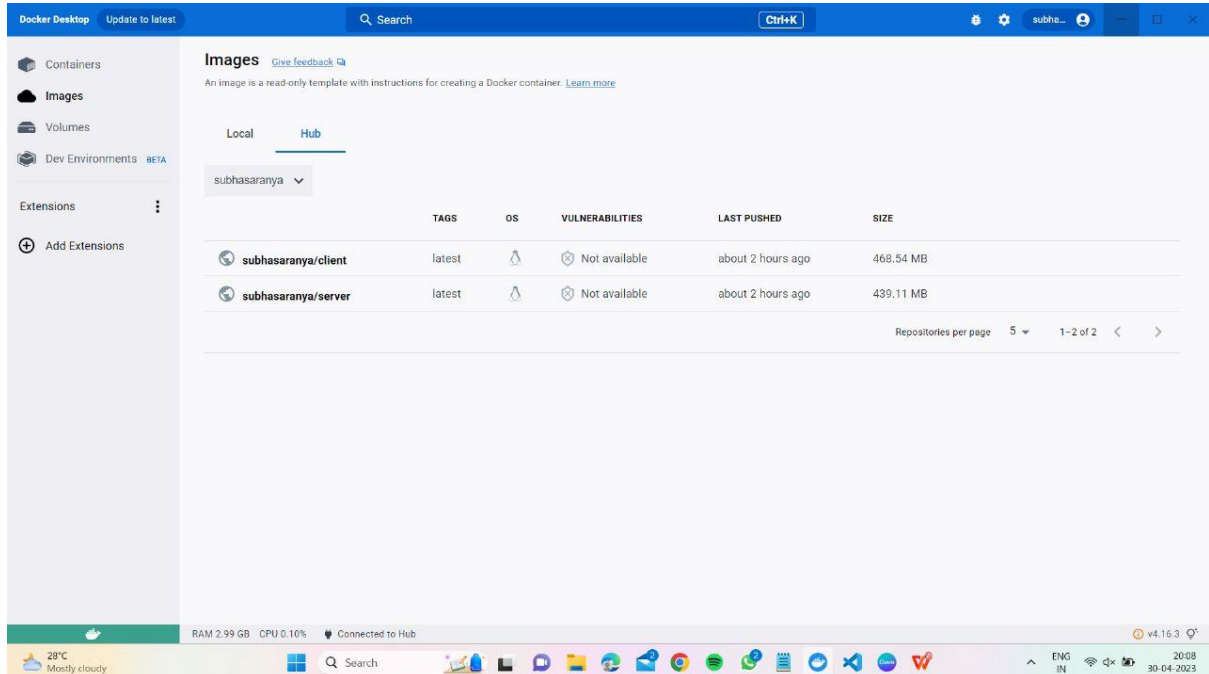 Docker Desktop Update to latest Search Ctrl+K subha...
Containers
Images
Volumes
Dev Environments BETA
Extensions
Add Extensions
Images Give feedback
An image is a read-only template with instructions for creating a Docker container. Learn more
Local Hub
subhasaranya
TAGS OS VULNERABILITIES LAST PUSHED SIZE
subhasaranya/client latest Not available about 2 hours ago 468.54 MB
subhasaranya/server latest Not available about 2 hours ago 439.11 MB
Repositories per page 5 1–2 of 2
RAM 2.99 GB CPU 0.10% Connected to Hub v4.16.3
28°C
Mostly cloudy
Search
2
2
ENG
IN
20:08
30-04-2023